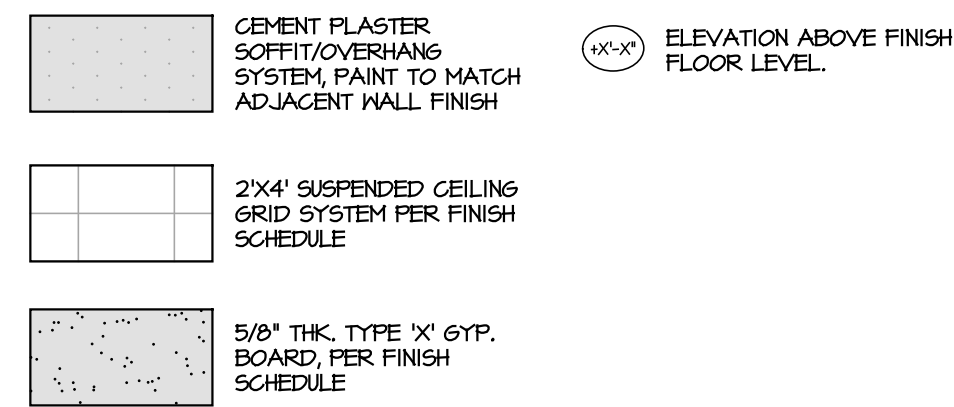 CEMENT PLASTER
SOFFIT/OVERHANG
SYSTEM, PAINT TO MATCH
ADJACENT WALL FINISH
2'X4' SUSPENDED CEILING
GRID SYSTEM PER FINISH
SCHEDULE
5/8" THK. TYPE 'X' GYP.
BOARD, PER FINISH
SCHEDULE
+X'-X"
ELEVATION ABOVE FINISH
FLOOR LEVEL.